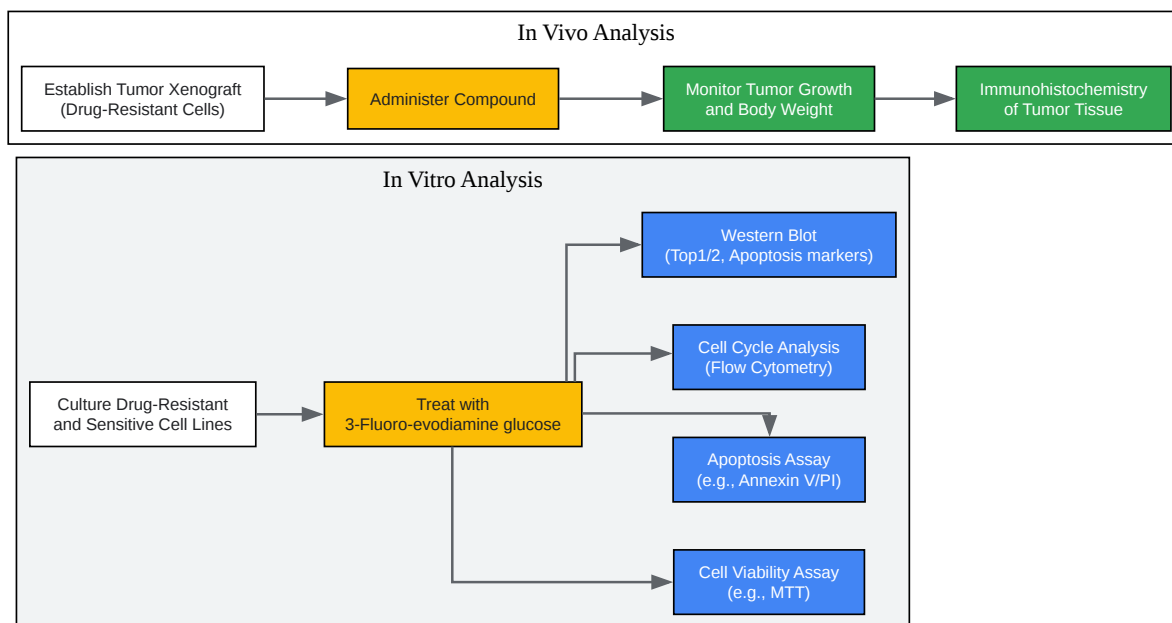 In Vivo Analysis
Establish Tumor Xenograft
(Drug-Resistant Cells)
Administer Compound
Monitor Tumor Growth
and Body Weight
Immunohistochemistry
of Tumor Tissue
In Vitro Analysis
Culture Drug-Resistant
and Sensitive Cell Lines
Treat with
3-Fluoro-evodiamine glucose
Western Blot
(Top1/2, Apoptosis markers)
Cell Cycle Analysis
(Flow Cytometry)
Apoptosis Assay
(e.g., Annexin V/PI)
Cell Viability Assay
(e.g., MTT)